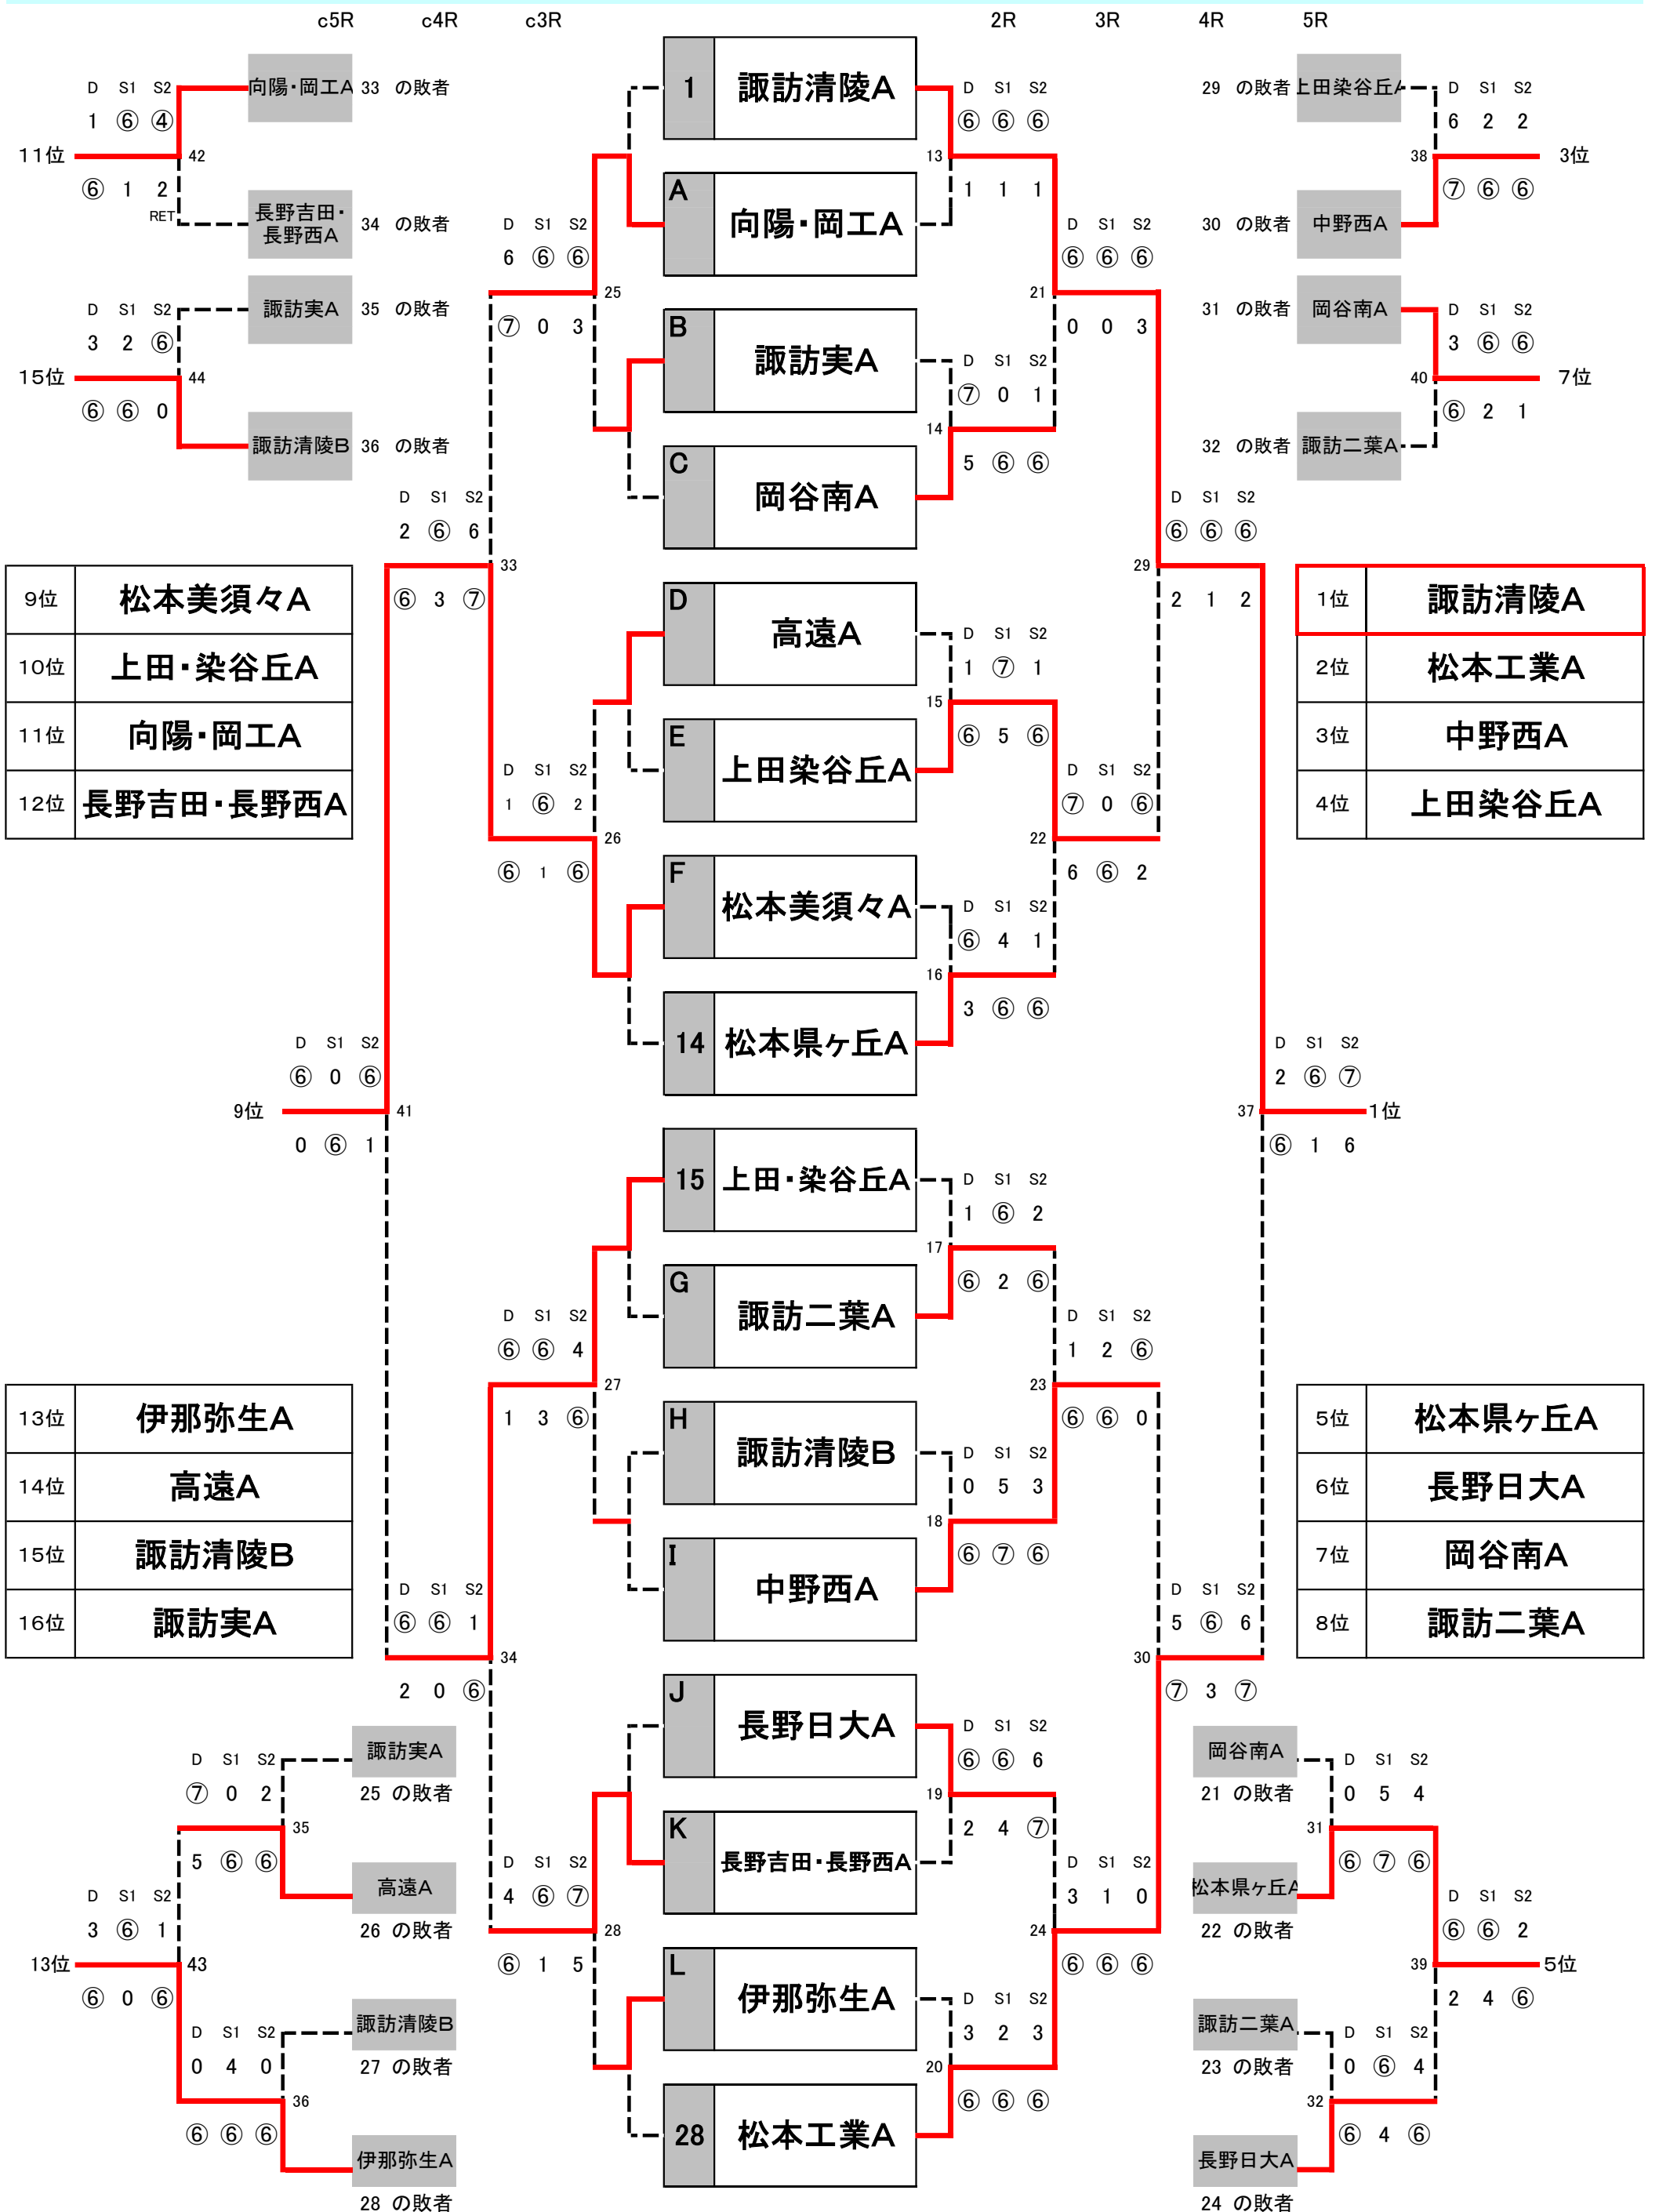 c5R c4R c3R 2R 3R 4R 5R
向陽・岡工A 33 の敗者
D S1 S2
1 ⑥ ④
11位 42
⑥ 1 2
RET
長野吉田・
長野西A
34 の敗者
諏訪実A 35 の敗者
D S1 S2
3 2 ⑥
15位 44
⑥ ⑥ 0
諏訪清陵B 36 の敗者
D S1 S2
6 ⑥ ⑥
25
⑦ 0 3
D S1 S2
2 ⑥ 6
33
⑥ 3 ⑦
9位 松本美須々A
10位 上田・染谷丘A
11位 向陽・岡工A
12位 長野吉田・長野西A
D S1 S2
1 ⑥ 2
26
⑥ 1 ⑥
D S1 S2
⑥ 0 ⑥
9位 41
0 ⑥ 1
D S1 S2
⑥ ⑥ 4
27
1 3 ⑥
13位 伊那弥生A
14位 高遠A
15位 諏訪清陵B
16位 諏訪実A
D S1 S2
⑥ ⑥ 1
34
2 0 ⑥
D S1 S2
4 ⑥ ⑦
28
⑥ 1 5
諏訪実A
25 の敗者
D S1 S2
⑦ 0 2
35
5 ⑥ ⑥
高遠A
26 の敗者
D S1 S2
3 ⑥ 1
13位 43
⑥ 0 ⑥
諏訪清陵B
27 の敗者
D S1 S2
0 4 0
36
⑥ ⑥ ⑥
伊那弥生A
28 の敗者
1 諏訪清陵A
A 向陽・岡工A
B 諏訪実A
C 岡谷南A
D 高遠A
E 上田染谷丘A
F 松本美須々A
14 松本県ヶ丘A
15 上田・染谷丘A
G 諏訪二葉A
H 諏訪清陵B
I 中野西A
J 長野日大A
K 長野吉田・長野西A
L 伊那弥生A
28 松本工業A
D S1 S2
⑥ ⑥ ⑥
13
1 1 1
D S1 S2
⑦ 0 1
14
5 ⑥ ⑥
D S1 S2
1 ⑦ 1
15
⑥ 5 ⑥
D S1 S2
⑥ 4 1
16
3 ⑥ ⑥
D S1 S2
1 ⑥ 2
17
⑥ 2 ⑥
D S1 S2
0 5 3
18
⑥ ⑦ ⑥
D S1 S2
⑥ ⑥ 6
19
2 4 ⑦
D S1 S2
3 2 3
20
⑥ ⑥ ⑥
D S1 S2
⑥ ⑥ ⑥
21
0 0 3
D S1 S2
⑦ 0 ⑥
22
6 ⑥ 2
D S1 S2
1 2 ⑥
23
⑥ ⑥ 0
D S1 S2
3 1 0
24
⑥ ⑥ ⑥
D S1 S2
⑥ ⑥ ⑥
29
2 1 2
D S1 S2
5 ⑥ 6
30
⑦ 3 ⑦
D S1 S2
2 ⑥ ⑦
37 1位
⑥ 1 6
29 の敗者 上田染谷丘A
D S1 S2
6 2 2
38 3位
⑦ ⑥ ⑥
30 の敗者 中野西A
31 の敗者 岡谷南A
D S1 S2
3 ⑥ ⑥
40 7位
⑥ 2 1
32 の敗者 諏訪二葉A
1位 諏訪清陵A
2位 松本工業A
3位 中野西A
4位 上田染谷丘A
5位 松本県ヶ丘A
6位 長野日大A
7位 岡谷南A
8位 諏訪二葉A
岡谷南A
21 の敗者
D S1 S2
0 5 4
31
⑥ ⑦ ⑥
松本県ヶ丘A
22 の敗者
D S1 S2
⑥ ⑥ 2
39 5位
2 4 ⑥
諏訪二葉A
23 の敗者
D S1 S2
0 ⑥ 4
32
⑥ 4 ⑥
長野日大A
24 の敗者